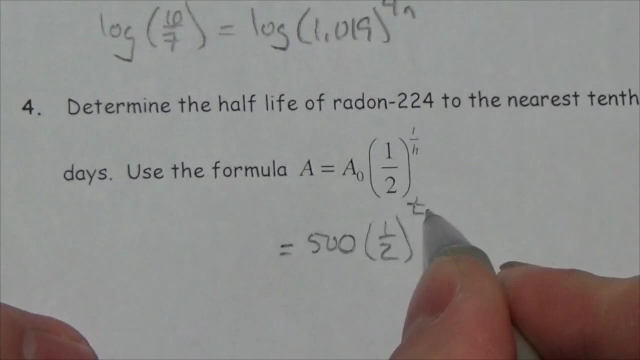 log(10/7) = log(1.019)^4n
4. Determine the half life of radon-224 to the nearest tenth
days. Use the formula A = A₀(1/2)^(t/h)
= 500(1/2)^t